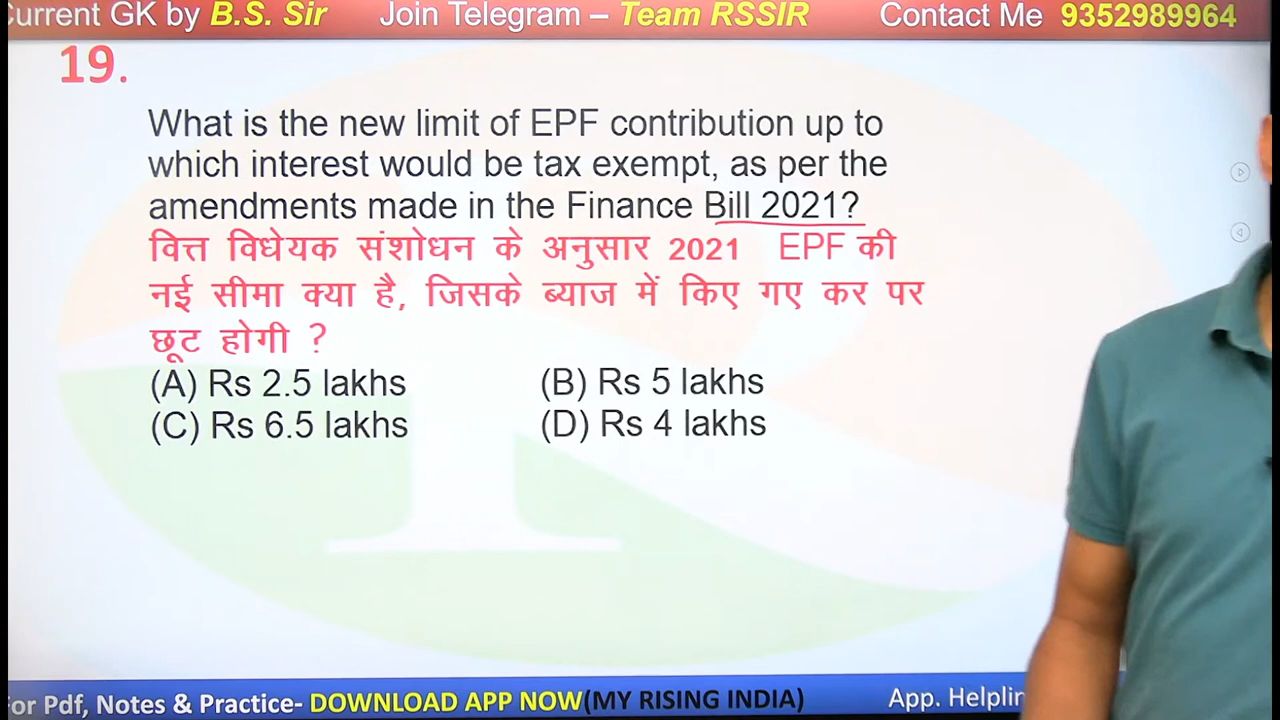 urrent GK by B.S. Sir Join Telegram – Team RSSIR Contact Me 9352989964
19.
What is the new limit of EPF contribution up to
which interest would be tax exempt, as per the
amendments made in the Finance Bill 2021?
वित्त विधेयक संशोधन के अनुसार 2021 EPF की
नई सीमा क्या है, जिसके ब्याज में किए गए कर पर
छूट होगी ?
(A) Rs 2.5 lakhs (B) Rs 5 lakhs
(C) Rs 6.5 lakhs (D) Rs 4 lakhs
or Pdf, Notes & Practice- DOWNLOAD APP NOW(MY RISING INDIA) App. Helplin